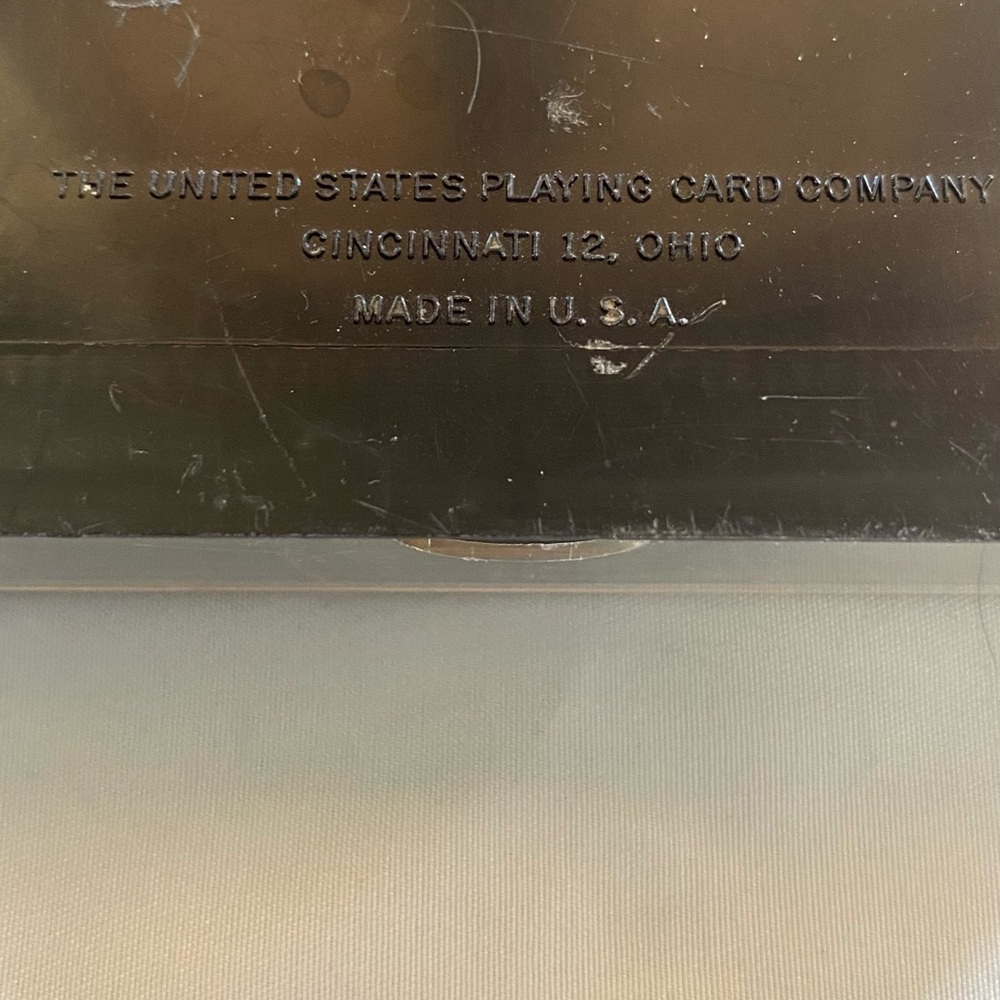 THE UNITED STATES PLAYING CARD COMPANY
CINCINNATI 12, OHIO
MADE IN U. S. A.